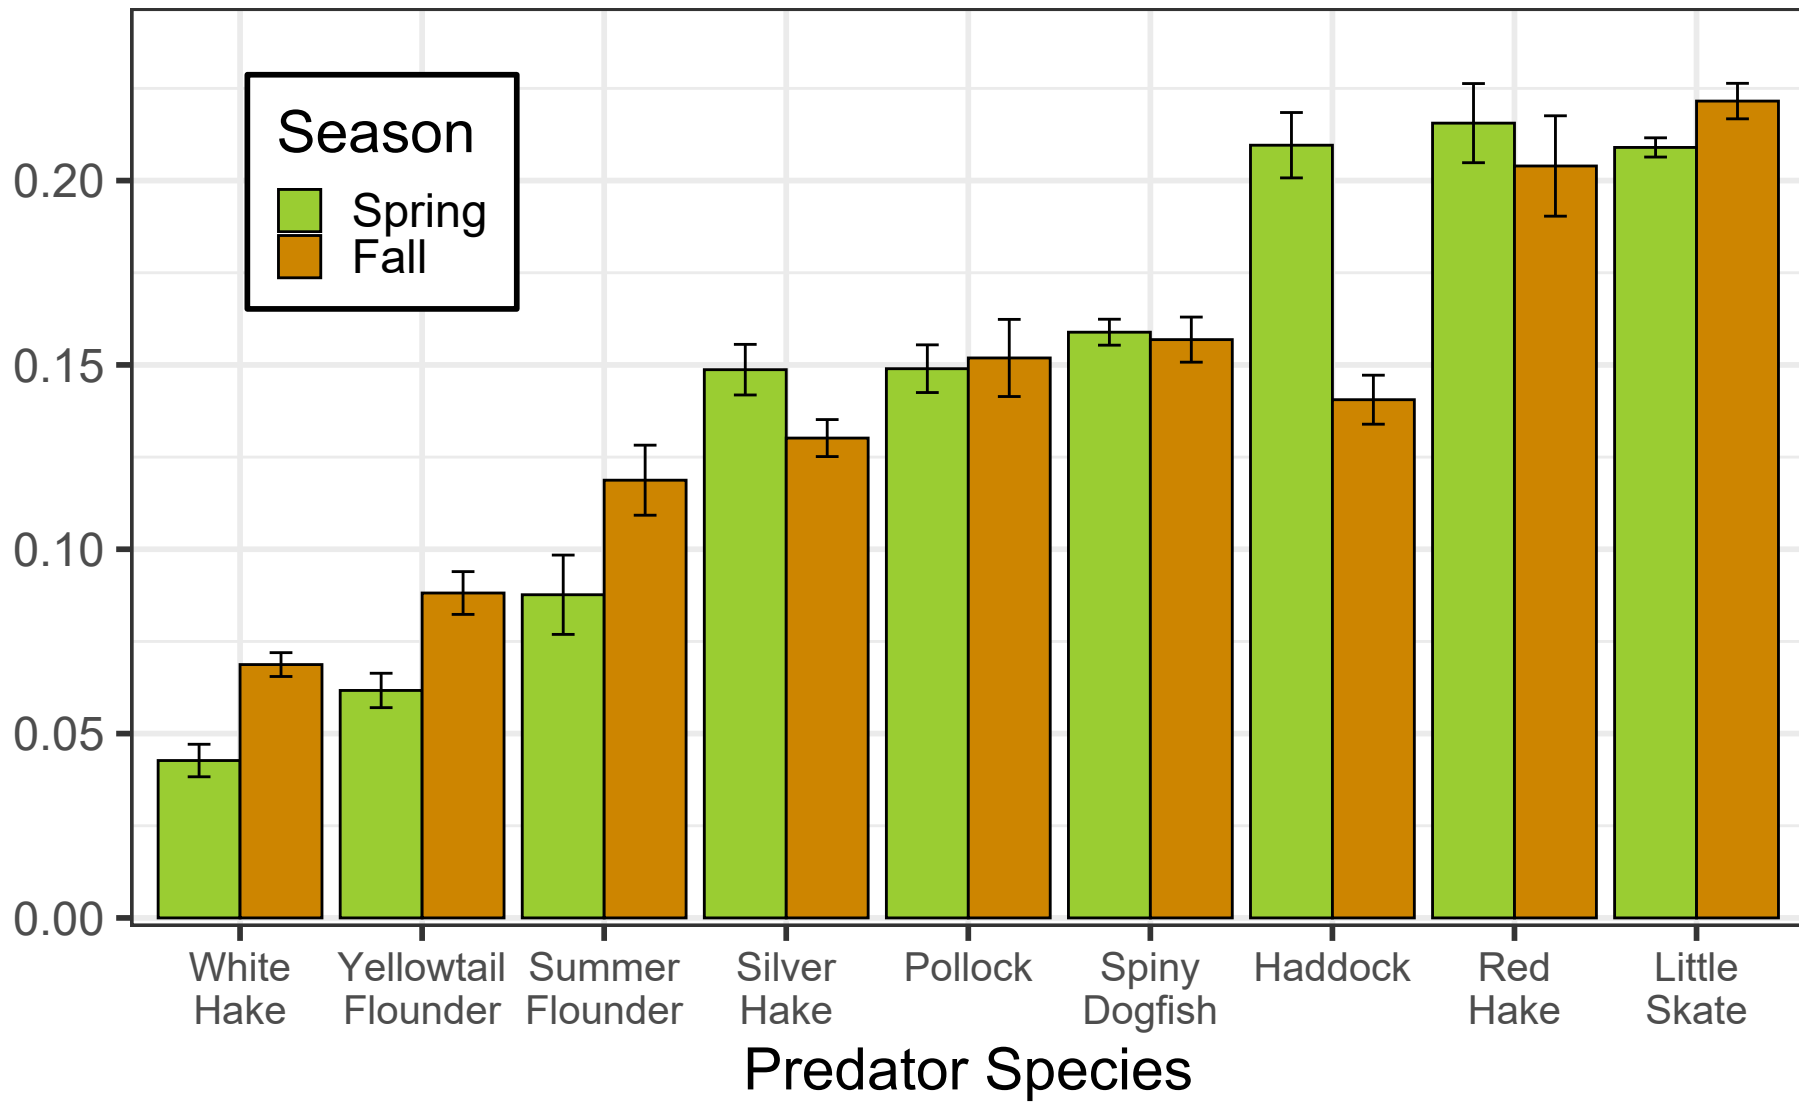 Season
Spring
Fall
0.20
0.15
0.10
0.05
0.00
White
Hake
Yellowtail
Flounder
Summer
Flounder
Silver
Hake
Pollock
Spiny
Dogfish
Haddock
Red
Hake
Little
Skate
Predator Species